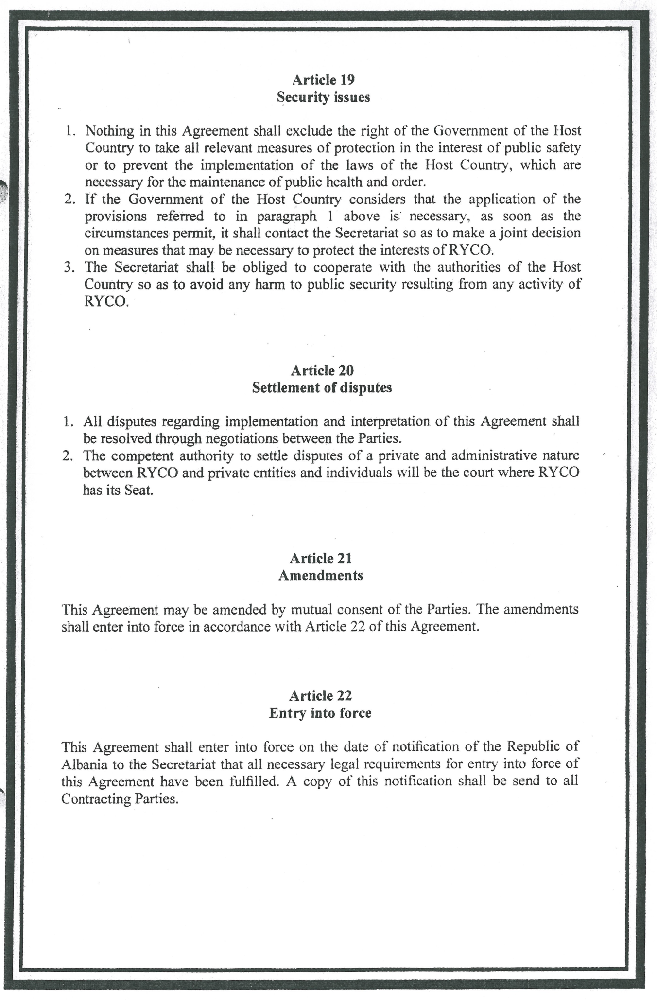 Article 19
Security issues
1. Nothing in this Agreement shall exclude the right of the Government of the Host
Country to take all relevant measures of protection in the interest of public safety
or to prevent the implementation of the laws of the Host Country, which are
necessary for the maintenance of public health and order.
2. If the Government of the Host Country considers that the application of the
provisions referred to in paragraph 1 above is necessary, as soon as the
circumstances permit, it shall contact the Secretariat so as to make a joint decision
on measures that may be necessary to protect the interests of RYCO.
3. The Secretariat shall be obliged to cooperate with the authorities of the Host
Country so as to avoid any harm to public security resulting from any activity of
RYCO.
Article 20
Settlement of disputes
1. All disputes regarding implementation and interpretation of this Agreement shall
be resolved through negotiations between the Parties.
2. The competent authority to settle disputes of a private and administrative nature
between RYCO and private entities and individuals will be the court where RYCO
has its Seat.
Article 21
Amendments
This Agreement may be amended by mutual consent of the Parties. The amendments
shall enter into force in accordance with Article 22 of this Agreement.
Article 22
Entry into force
This Agreement shall enter into force on the date of notification of the Republic of
Albania to the Secretariat that all necessary legal requirements for entry into force of
this Agreement have been fulfilled. A copy of this notification shall be send to all
Contracting Parties.